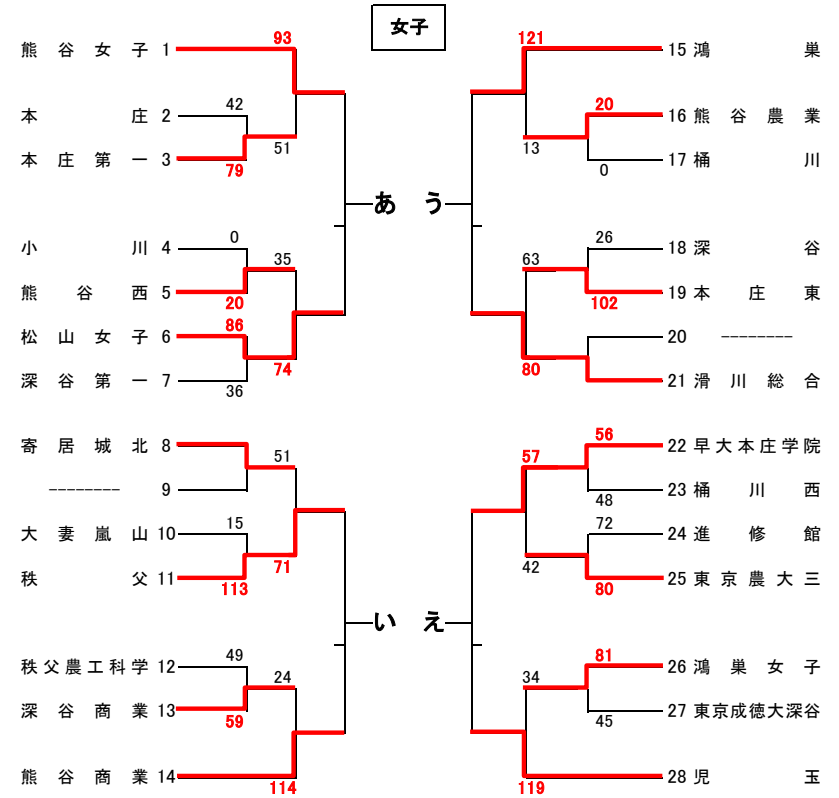 女子
93
121
熊谷女子 1
15 鴻巣
42
20
本庄 2
16 熊谷農業
51
13
本庄第一 3
17 桶川
79
0
あ
う
0
26
小川 4
18 深谷
35
63
熊谷西 5
19 本庄東
20
102
86
松山女子 6
20 --------
74
80
深谷第一 7
21 滑川総合
36
56
寄居城北 8
22 早大本庄学院
51
57
-------- 9
23 桶川西
48
15
72
大妻嵐山 10
24 進修館
71
42
秩父 11
25 東京農大三
113
80
い
え
49
81
秩父農工科学 12
26 鴻巣女子
24
34
深谷商業 13
27 東京成徳大深谷
59
45
熊谷商業 14
28 児玉
114
119